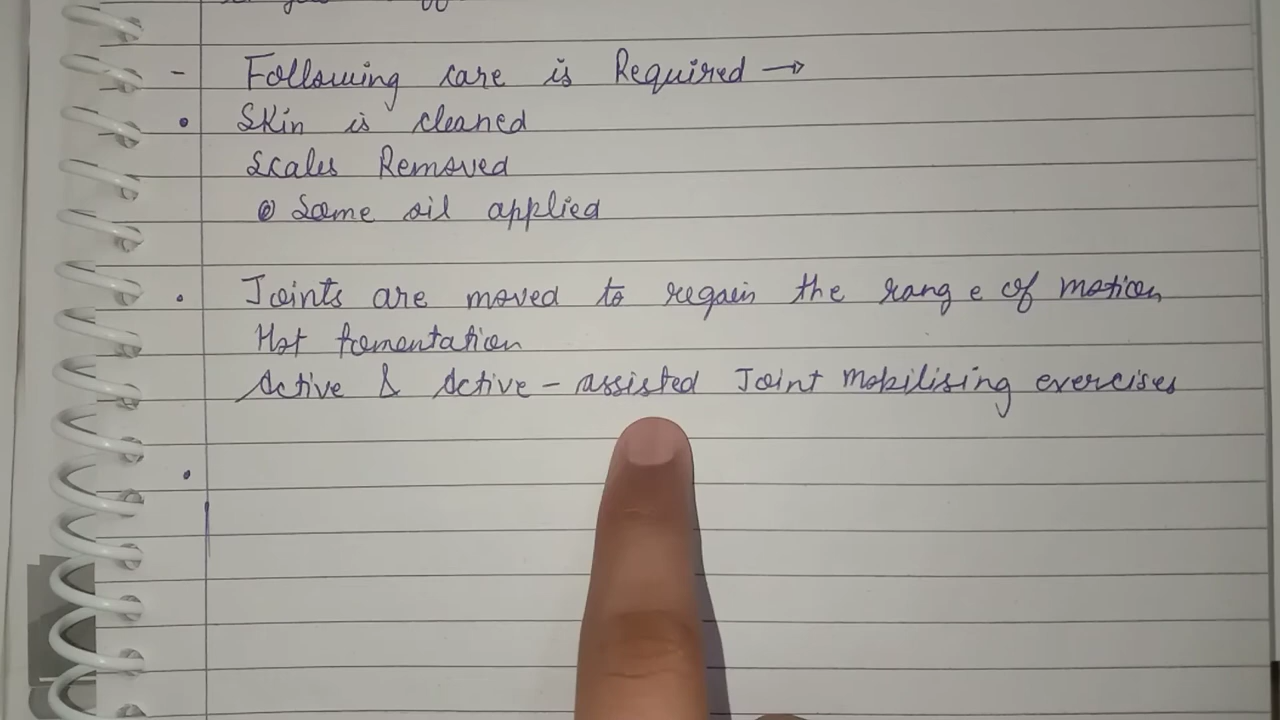 - Following care is Required →
• Skin is cleaned
Scales Removed
Some oil applied
• Joints are moved to regain the range of motion
Hot fomentation
Active & Active - assisted Joint Mobilising exercises
•